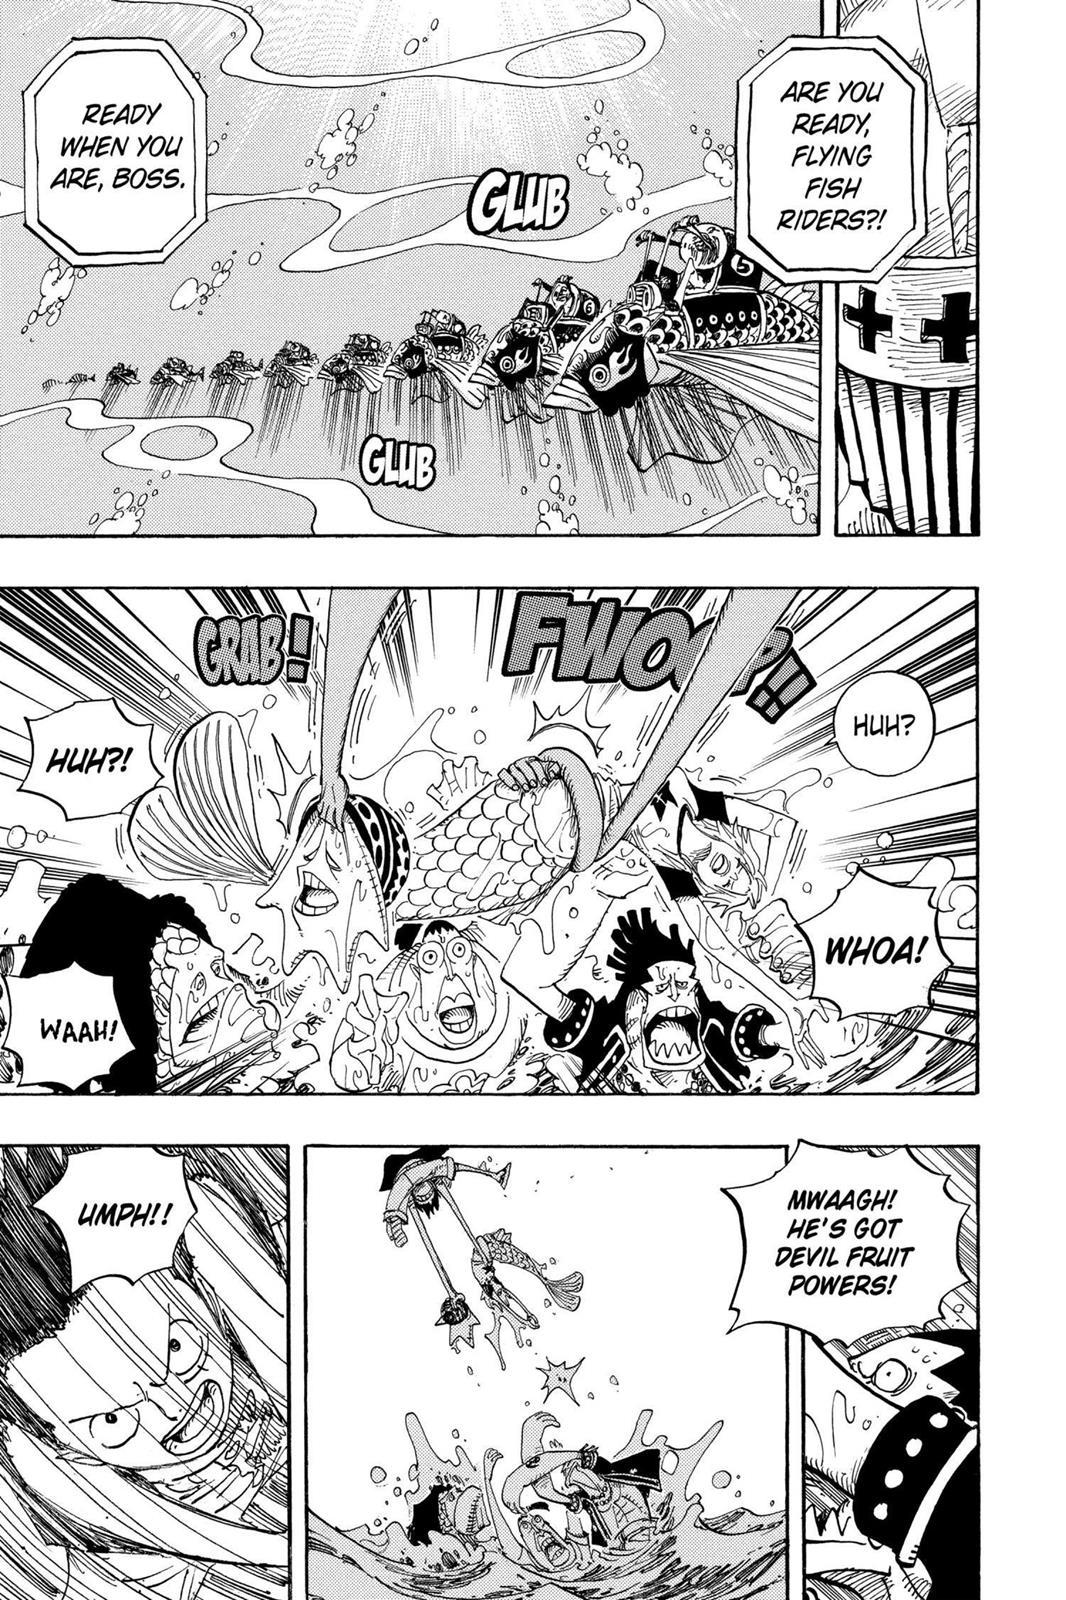 ARE YOU
READY,
FLYING
FISH
RIDERS?!
GLUB
READY
WHEN YOU
ARE, BOSS.
GLUB
FWOOP!!
GRAB!
HUH?
HUH?!
WHOA!
WAAH!
MWAAGH!
HE'S GOT
DEVIL FRUIT
POWERS!
UMPH!!